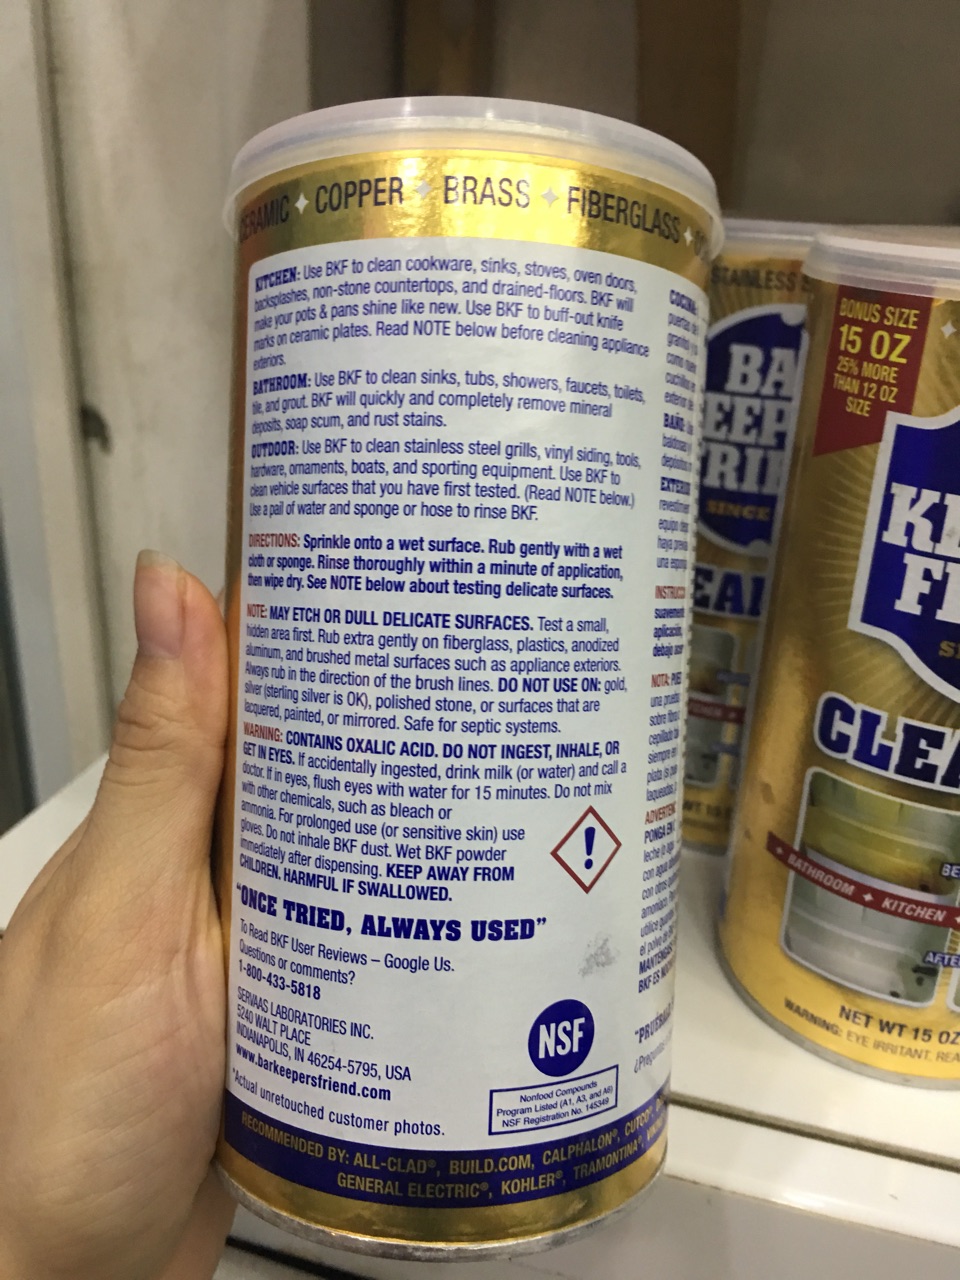 CERAMIC ✦ COPPER ✦ BRASS ✦ FIBERGLASS ✦
KITCHEN: Use BKF to clean cookware, sinks, stoves, oven doors,
backsplashes, non-stone countertops, and drained-floors. BKF will
make your pots & pans shine like new. Use BKF to buff-out knife
marks on ceramic plates. Read NOTE below before cleaning appliance
exteriors.
BATHROOM: Use BKF to clean sinks, tubs, showers, faucets, toilets,
tile, and grout. BKF will quickly and completely remove mineral
deposits, soap scum, and rust stains.
OUTDOOR: Use BKF to clean stainless steel grills, vinyl siding, tools,
hardware, ornaments, boats, and sporting equipment. Use BKF to
clean vehicle surfaces that you have first tested. (Read NOTE below.)
Use a pail of water and sponge or hose to rinse BKF.
DIRECTIONS: Sprinkle onto a wet surface. Rub gently with a wet
cloth or sponge. Rinse thoroughly within a minute of application,
then wipe dry. See NOTE below about testing delicate surfaces.
NOTE: MAY ETCH OR DULL DELICATE SURFACES. Test a small,
hidden area first. Rub extra gently on fiberglass, plastics, anodized
aluminum, and brushed metal surfaces such as appliance exteriors.
Always rub in the direction of the brush lines. DO NOT USE ON: gold,
silver (sterling silver is OK), polished stone, or surfaces that are
lacquered, painted, or mirrored. Safe for septic systems.
WARNING: CONTAINS OXALIC ACID. DO NOT INGEST, INHALE, OR
GET IN EYES. If accidentally ingested, drink milk (or water) and call a
doctor. If in eyes, flush eyes with water for 15 minutes. Do not mix
with other chemicals, such as bleach or
ammonia. For prolonged use (or sensitive skin) use
gloves. Do not inhale BKF dust. Wet BKF powder
immediately after dispensing. KEEP AWAY FROM
CHILDREN. HARMFUL IF SWALLOWED.
"ONCE TRIED, ALWAYS USED"
To Read BKF User Reviews – Google Us.
Questions or comments?
1-800-433-5818
SERVAAS LABORATORIES INC.
5240 WALT PLACE
INDIANAPOLIS, IN 46254-5795, USA
www.barkeepersfriend.com
*Actual unretouched customer photos.
NSF
Nonfood Compounds
Program Listed (A1, A3, and A6)
NSF Registration No. 145349
RECOMMENDED BY: ALL-CLAD®, BUILD.COM, CALPHALON®, CUTCO®,
GENERAL ELECTRIC®, KOHLER®, TRAMONTINA®,
STAINLESS
SINCE
BONUS SIZE
15 OZ
25% MORE
THAN 12 OZ
SIZE
BATHROOM ✦ KITCHEN ✦
NET WT 15 OZ
WARNING: EYE IRRITANT.